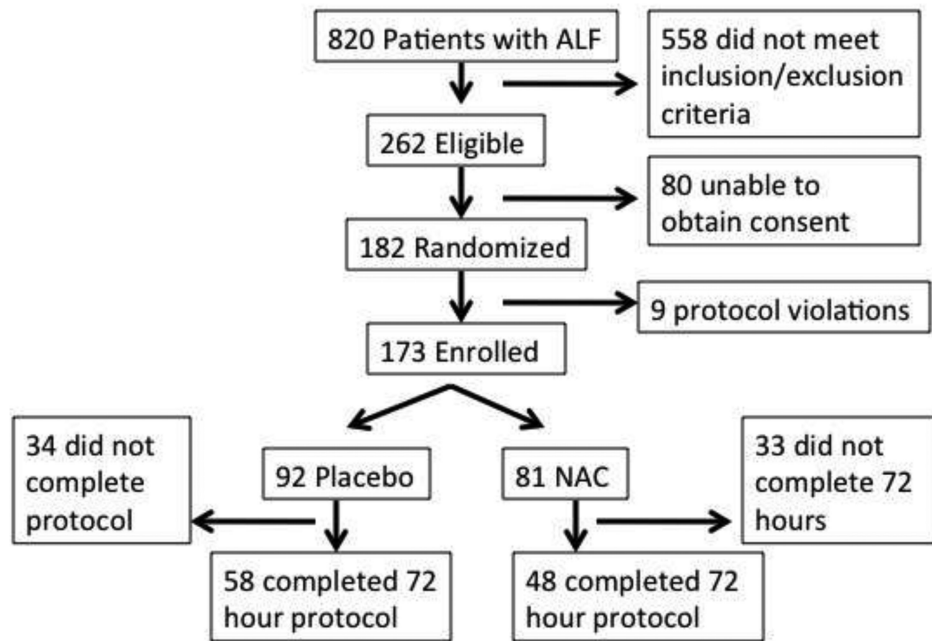 820 Patients with ALF
558 did not meet
inclusion/exclusion
criteria
262 Eligible
80 unable to
obtain consent
182 Randomized
9 protocol violations
173 Enrolled
34 did not
complete
protocol
92 Placebo
81 NAC
33 did not
complete 72
hours
58 completed 72
hour protocol
48 completed 72
hour protocol